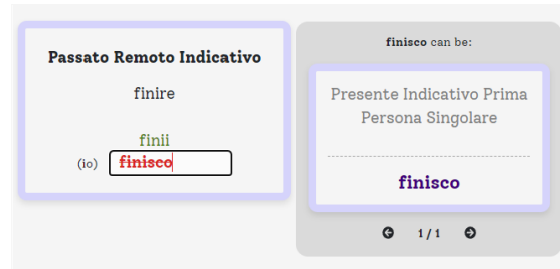 Passato Remoto Indicativo
finire
finii
(io) finisco
finisco can be:
Presente Indicativo Prima
Persona Singolare
finisco
1 / 1